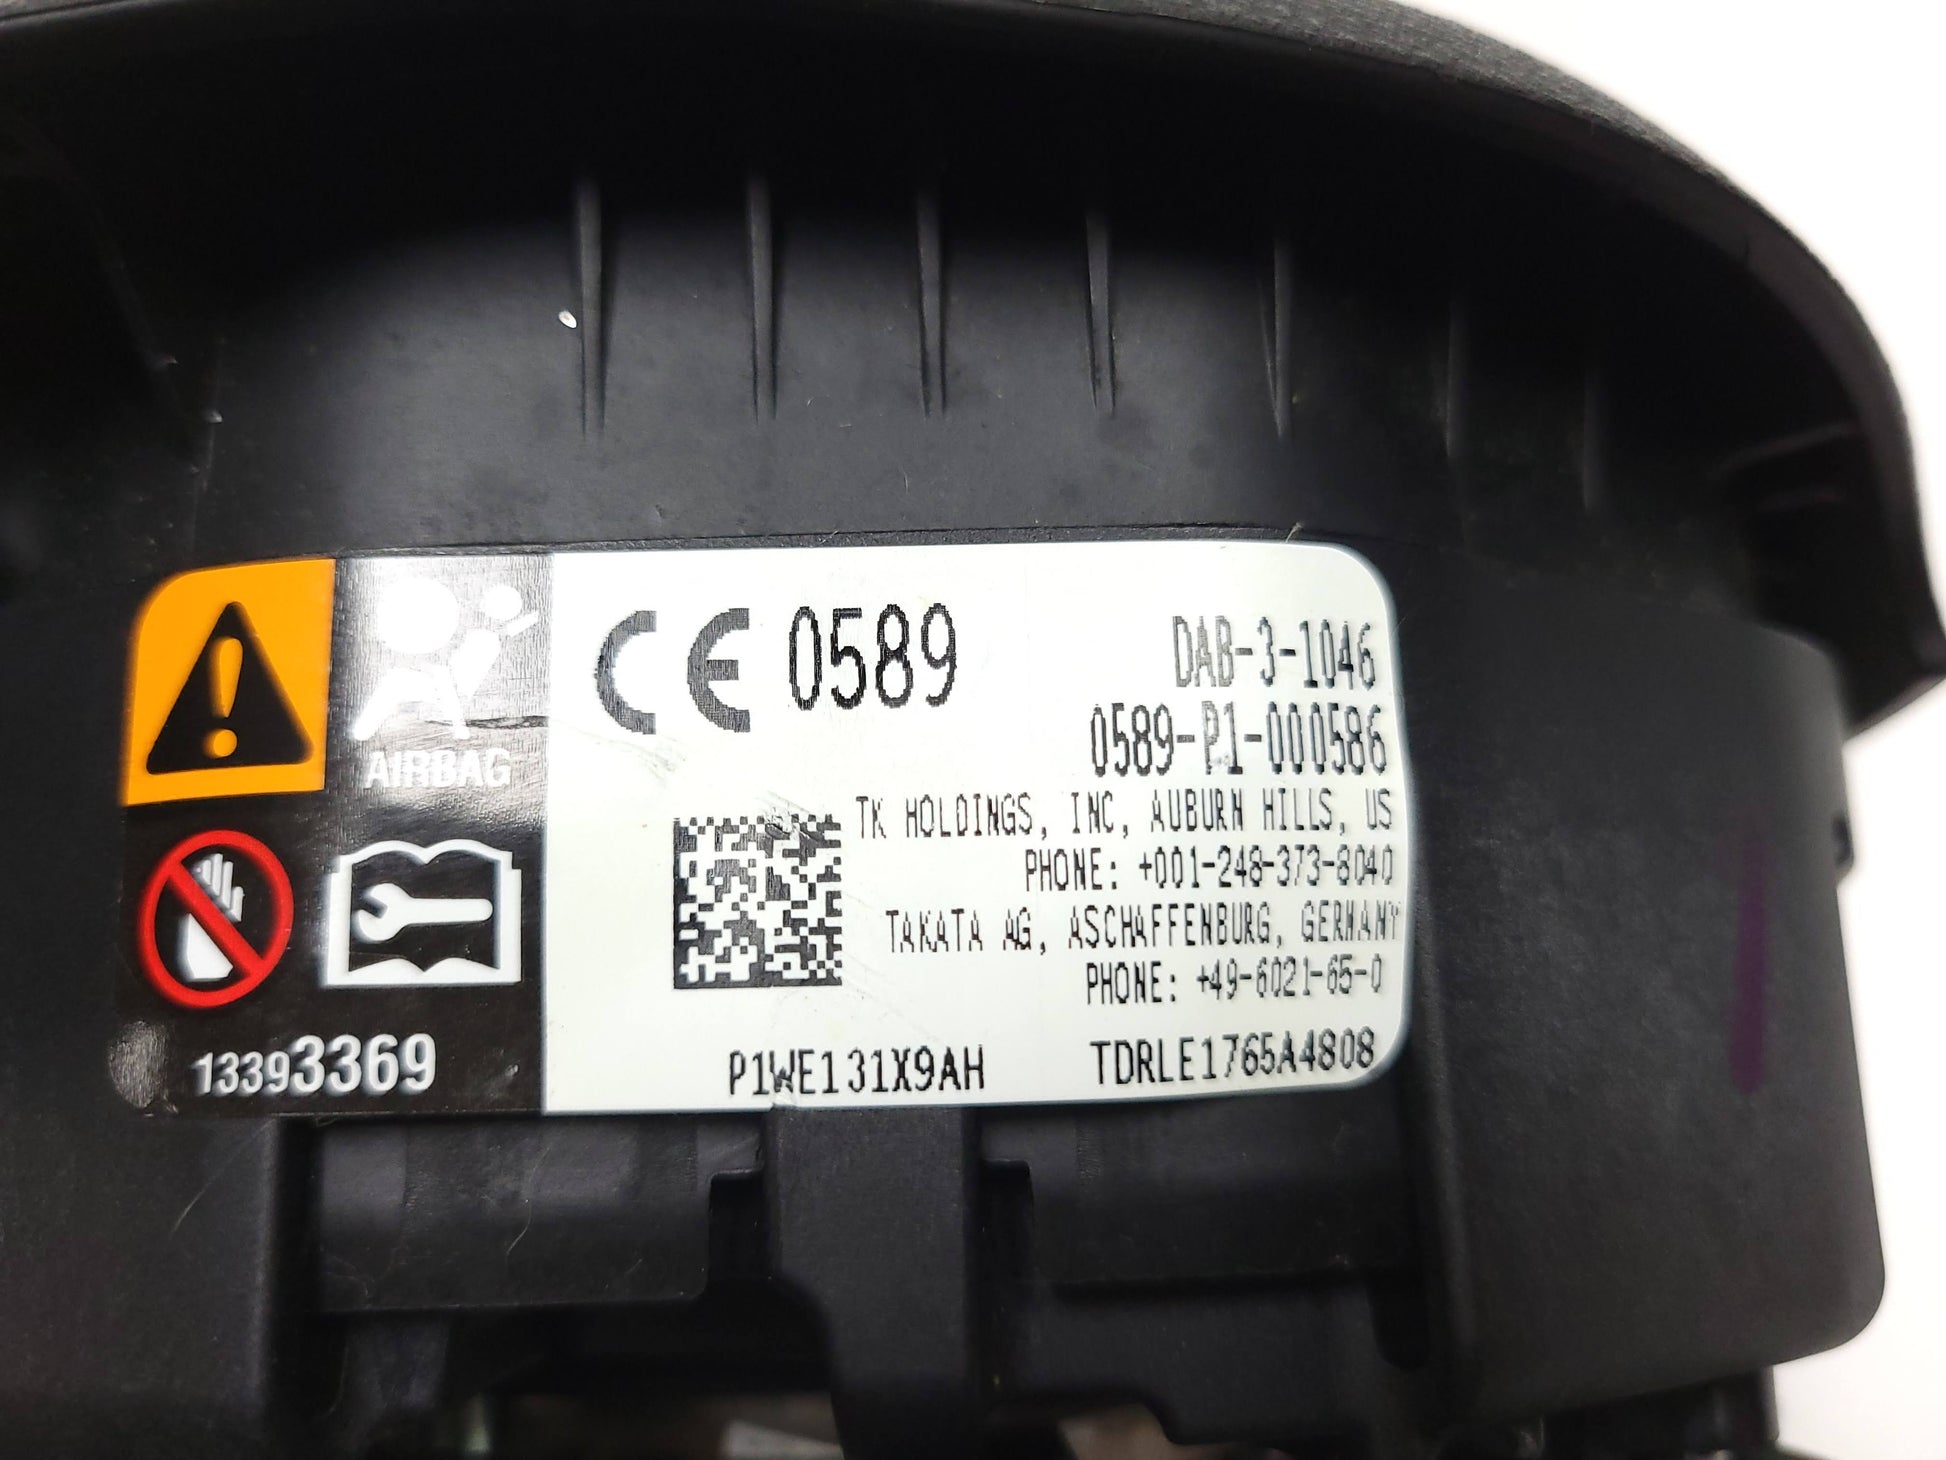 CE 0589
DAB-3-1046
0589-P1-000586
AIRBAG
TK HOLDINGS, INC, AUBURN HILLS, US
PHONE: +001-248-373-8040
TAKATA AG, ASCHAFFENBURG, GERMANY
PHONE: +49-6021-65-0
13393369
P1WE131X9AH
TDRLE1765A4808